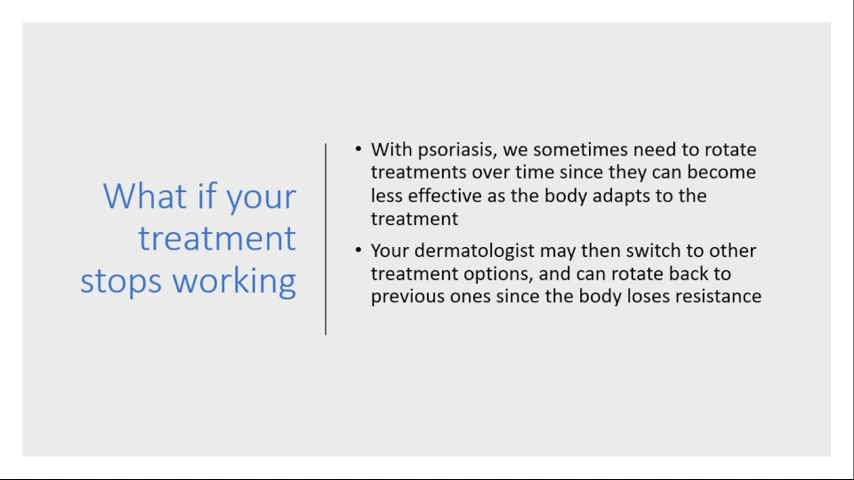 What if your
treatment
stops working
• With psoriasis, we sometimes need to rotate
treatments over time since they can become
less effective as the body adapts to the
treatment
• Your dermatologist may then switch to other
treatment options, and can rotate back to
previous ones since the body loses resistance